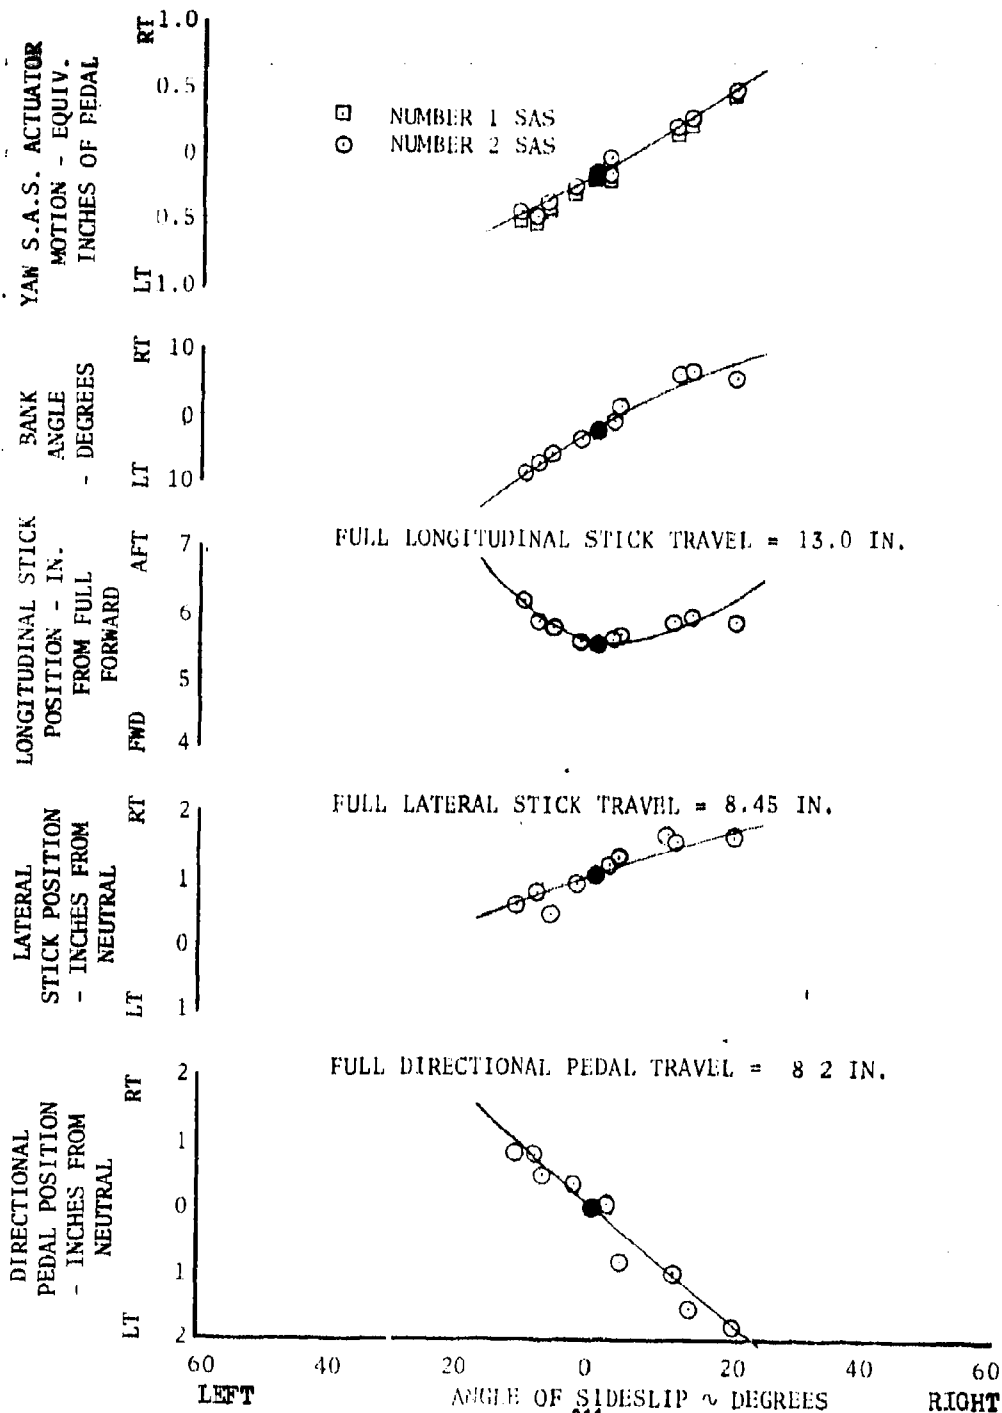 YAW S.A.S. ACTUATOR
MOTION - EQUIV.
INCHES OF PEDAL
RT
LT
1.0
0.5
0
0.5
1.0
NUMBER 1 SAS
NUMBER 2 SAS
BANK
ANGLE
- DEGREES
RT
LT
10
0
10
LONGITUDINAL STICK
POSITION - IN.
FROM FULL
FORWARD
AFT
FWD
7
6
5
4
FULL LONGITUDINAL STICK TRAVEL = 13.0 IN.
LATERAL
STICK POSITION
- INCHES FROM
NEUTRAL
RT
LT
2
1
0
1
FULL LATERAL STICK TRAVEL = 8.45 IN.
DIRECTIONAL
PEDAL POSITION
- INCHES FROM
NEUTRAL
RT
LT
2
1
0
1
2
FULL DIRECTIONAL PEDAL TRAVEL = 8 2 IN.
60 40 20 0 20 40 60
LEFT ANGLE OF SIDESLIP ~ DEGREES RIGHT